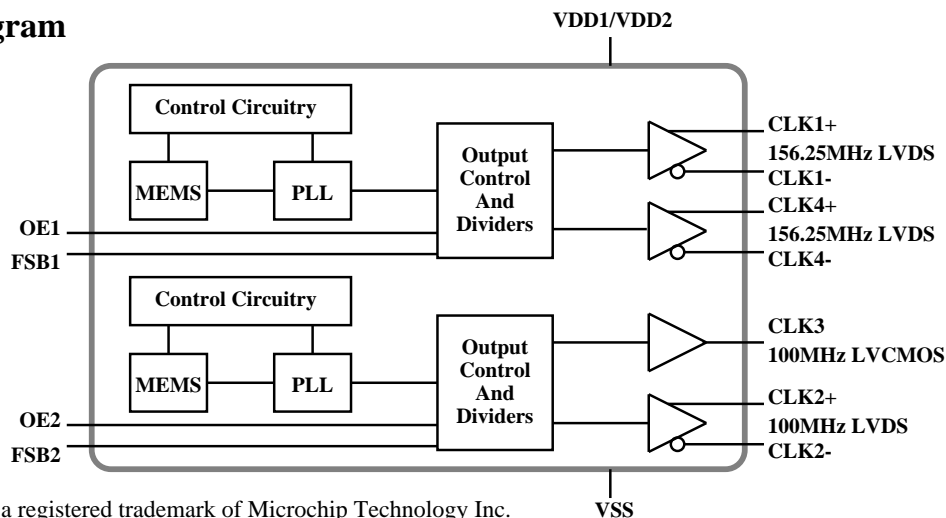 gram
VDD1/VDD2
Control Circuitry
MEMS
PLL
Output
Control
And
Dividers
OE1
FSB1
CLK1+
156.25MHz LVDS
CLK1-
CLK4+
156.25MHz LVDS
CLK4-
Control Circuitry
MEMS
PLL
Output
Control
And
Dividers
OE2
FSB2
CLK3
100MHz LVCMOS
CLK2+
100MHz LVDS
CLK2-
VSS
a registered trademark of Microchip Technology Inc.